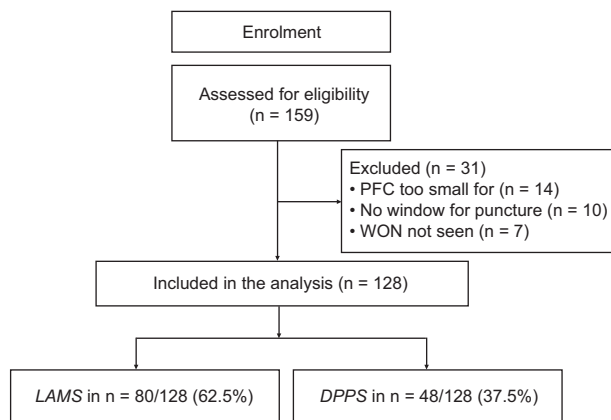 Enrolment
Assessed for eligibility
(n = 159)
Excluded (n = 31)
• PFC too small for (n = 14)
• No window for puncture (n = 10)
• WON not seen (n = 7)
Included in the analysis (n = 128)
LAMS in n = 80/128 (62.5%)
DPPS in n = 48/128 (37.5%)